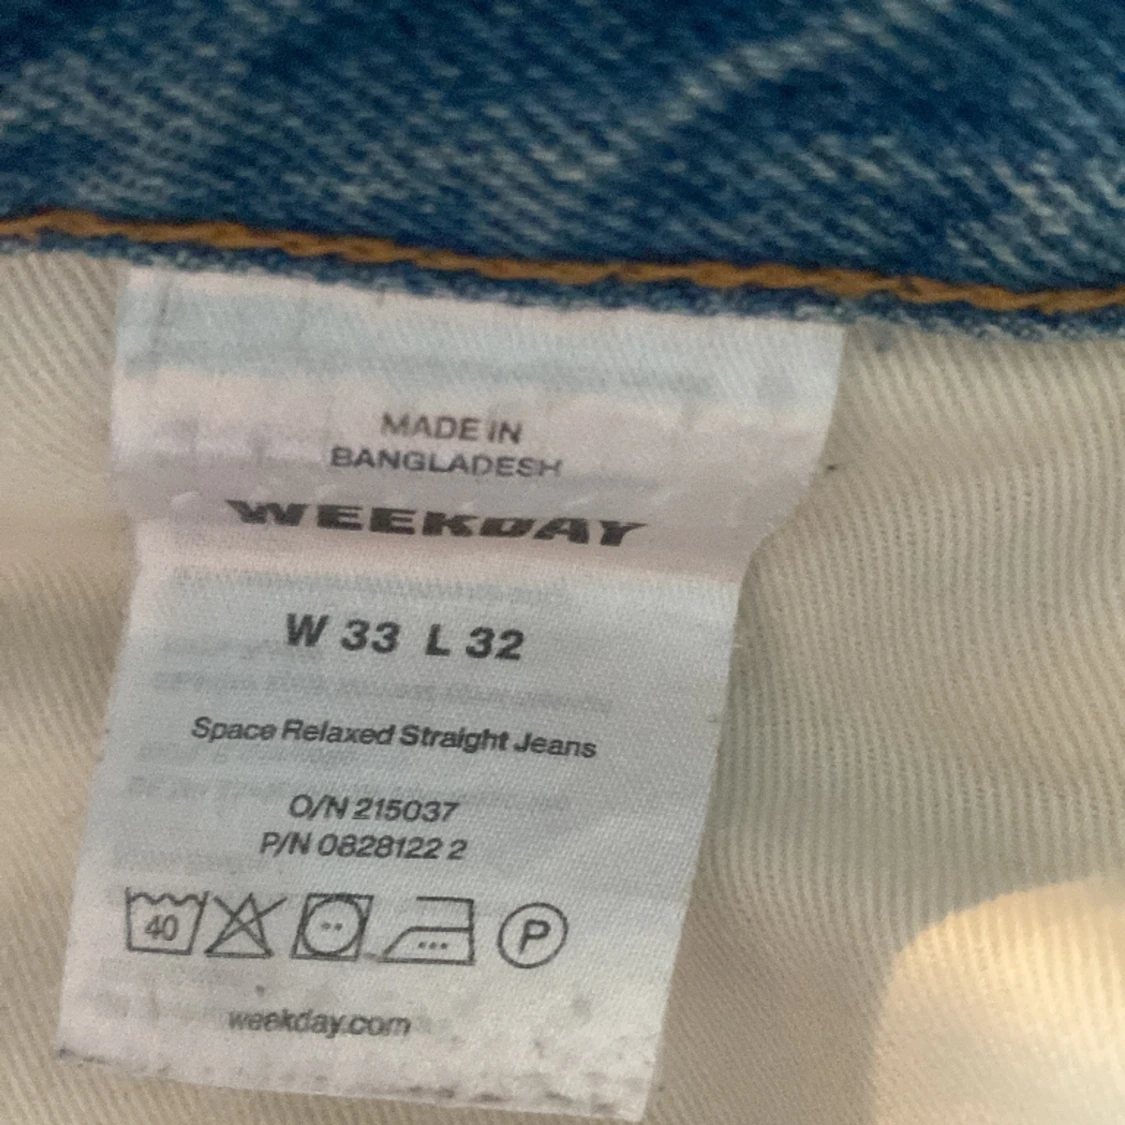 MADE IN
BANGLADESH
WEEKDAY
W 33 L 32
Space Relaxed Straight Jeans
O/N 215037
P/N 0828122 2
40 P
weekday.com